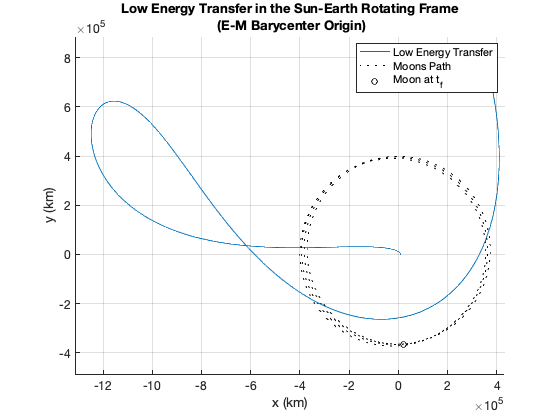 Low Energy Transfer in the Sun-Earth Rotating Frame
(E-M Barycenter Origin)
×10⁵
Low Energy Transfer
Moons Path
Moon at t_f
8
6
4
2
0
-2
-4
y (km)
-12 -10 -8 -6 -4 -2 0 2 4
x (km)
×10⁵